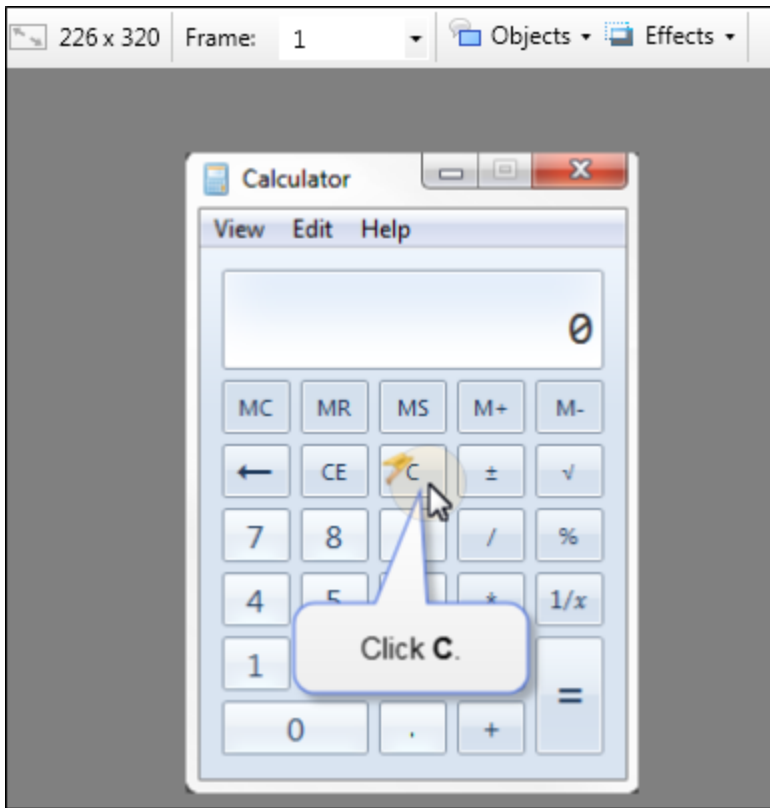 226 x 320 Frame: 1 Objects Effects
Calculator
View Edit Help
0
MC MR MS M+ M-
← CE C ± √
7 8 / %
4 5 * 1/x
Click C.
1 =
0 . +